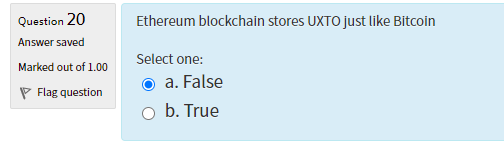 Question 20
Answer saved
Marked out of 1.00
Flag question
Ethereum blockchain stores UXTO just like Bitcoin
Select one:
a. False
b. True